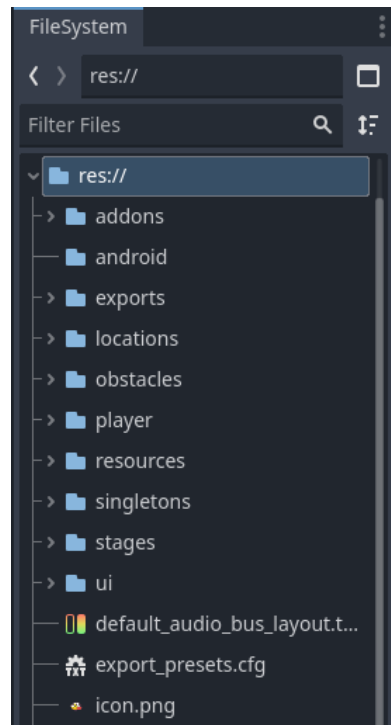 FileSystem
res://
Filter Files
res://
addons
android
exports
locations
obstacles
player
resources
singletons
stages
ui
default_audio_bus_layout.t...
TXT export_presets.cfg
icon.png